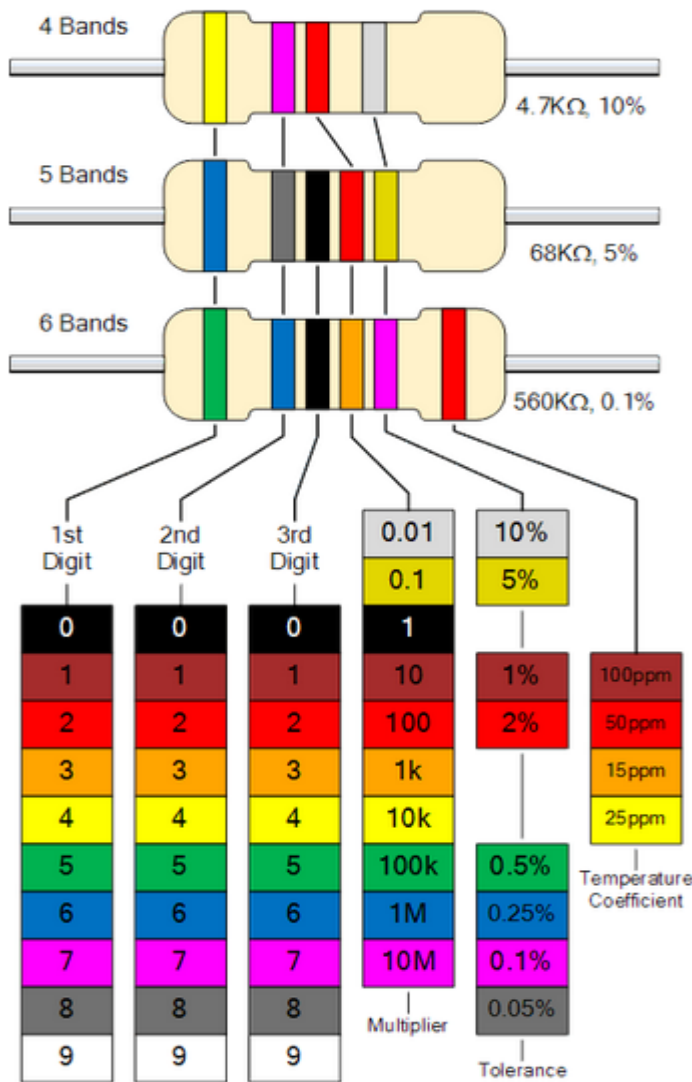 4 Bands
4.7KΩ, 10%
5 Bands
68KΩ, 5%
6 Bands
560KΩ, 0.1%
1st
Digit
0
1
2
3
4
5
6
7
8
9
2nd
Digit
0
1
2
3
4
5
6
7
8
9
3rd
Digit
0
1
2
3
4
5
6
7
8
9
0.01
0.1
1
10
100
1k
10k
100k
1M
10M
Multiplier
10%
5%
1%
2%
0.5%
0.25%
0.1%
0.05%
Tolerance
100ppm
50ppm
15ppm
25ppm
Temperature
Coefficient